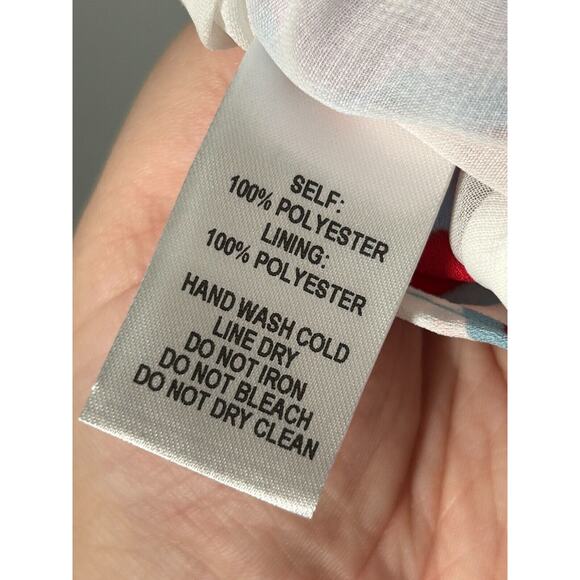 SELF:
100% POLYESTER
LINING:
100% POLYESTER
HAND WASH COLD
LINE DRY
DO NOT IRON
DO NOT BLEACH
DO NOT DRY CLEAN